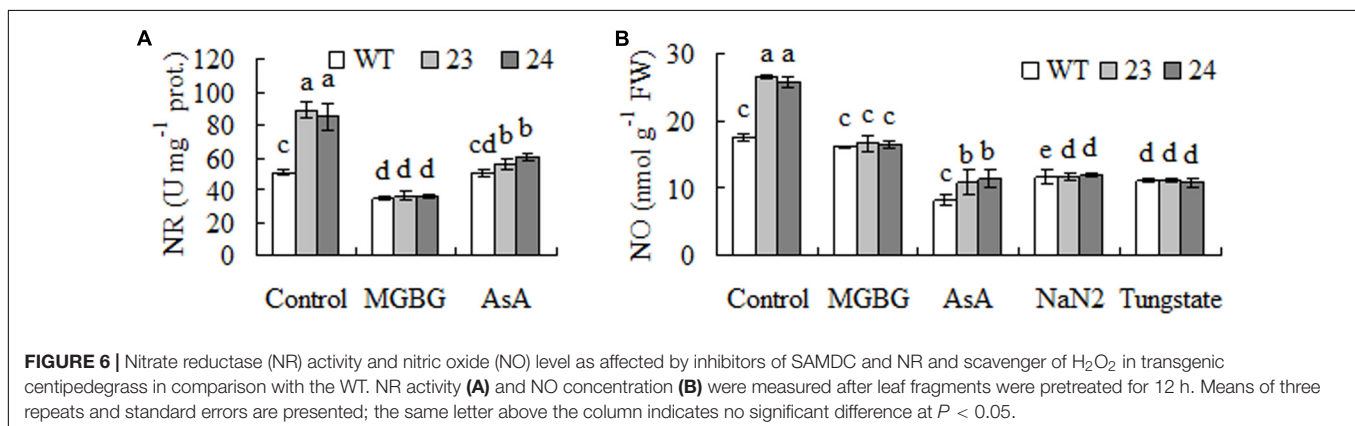 A
B
NR (U mg⁻¹ prot.)
120
100
80
60
40
20
0
WT 23 24
c a a
d d d
cd b b
Control MGBG AsA
NO (nmol g⁻¹ FW)
30
20
10
0
WT 23 24
c a a
c c c
c b b
e d d
d d d
Control MGBG AsA NaN2 Tungstate
FIGURE 6 | Nitrate reductase (NR) activity and nitric oxide (NO) level as affected by inhibitors of SAMDC and NR and scavenger of H₂O₂ in transgenic
centipedegrass in comparison with the WT. NR activity (A) and NO concentration (B) were measured after leaf fragments were pretreated for 12 h. Means of three
repeats and standard errors are presented; the same letter above the column indicates no significant difference at P < 0.05.